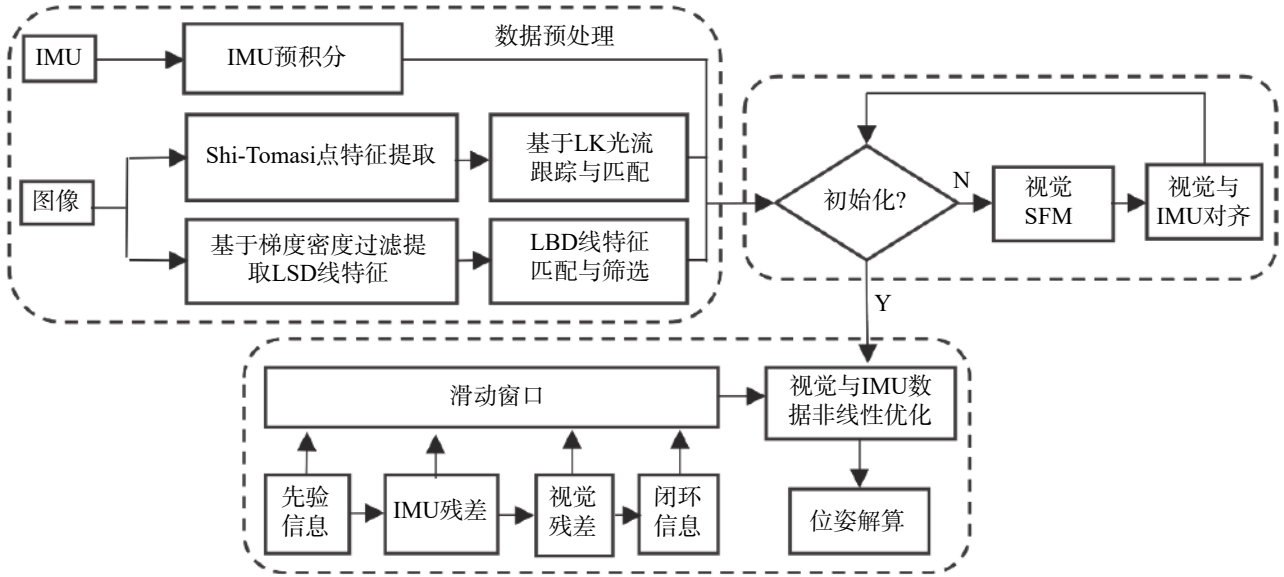 数据预处理
IMU
IMU预积分
图像
Shi-Tomasi点特征提取
基于LK光流
跟踪与匹配
基于梯度密度过滤提
取LSD线特征
LBD线特征
匹配与筛选
初始化?
N
视觉
SFM
视觉与
IMU对齐
Y
滑动窗口
视觉与IMU数
据非线性优化
先验
信息
IMU残差
视觉
残差
闭环
信息
位姿解算